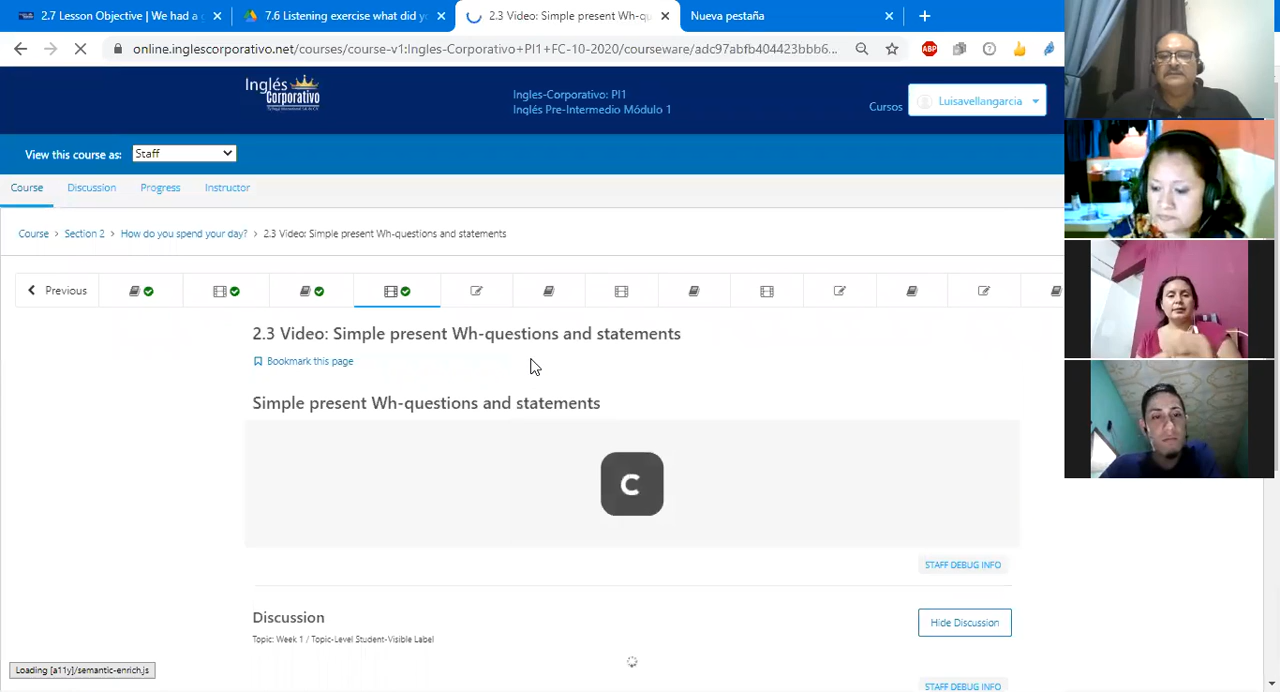 2.7 Lesson Objective | We had a g
7.6 Listening exercise what did yo
2.3 Video: Simple present Wh-qu
Nueva pestaña
online.inglescorporativo.net/courses/course-v1:Ingles-Corporativo+PI1+FC-10-2020/courseware/adc97abfb404423bbb6...
ABP
Inglés
Corporativo
Ingles-Corporativo: PI1
Inglés Pre-Intermedio Módulo 1
Cursos
Luisavellangarcia
View this course as:
Staff
Course
Discussion
Progress
Instructor
Course > Section 2 > How do you spend your day? > 2.3 Video: Simple present Wh-questions and statements
Previous
2.3 Video: Simple present Wh-questions and statements
Bookmark this page
Simple present Wh-questions and statements
STAFF DEBUG INFO
Discussion
Hide Discussion
Topic: Week 1 / Topic-Level Student-Visible Label
Loading [a11y]/semantic-enrich.js
STAFF DEBUG INFO